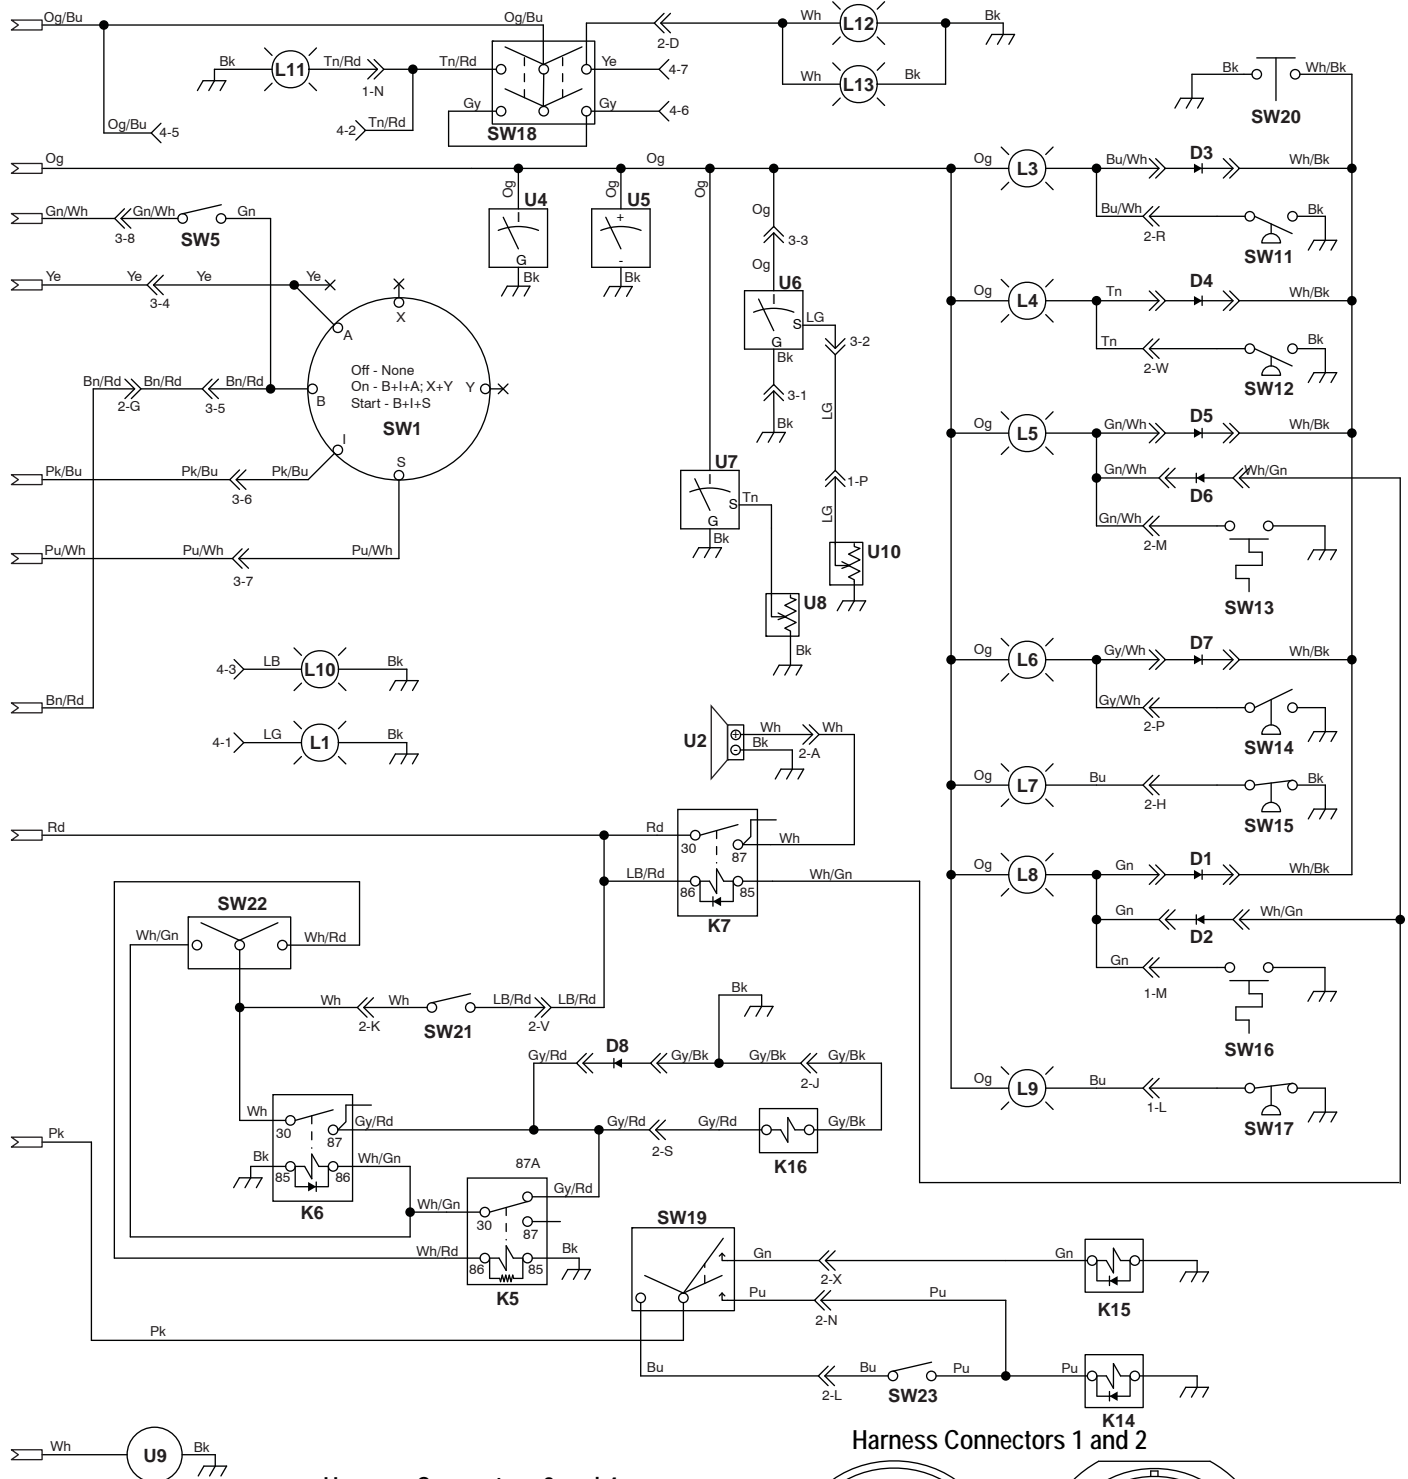 Og/Bu Og/Bu Wh L12 Bk
2-D
Bk L11 Tn/Rd Tn/Rd Ye 4-7 Wh L13 Bk Bk Wh/Bk
1-N
Gy Gy 4-6 SW20
Og/Bu 4-5 4-2 Tn/Rd SW18
Og Og Og L3 Bu/Wh D3 Wh/Bk
Og U4 Og U5 Og Og
I G Bk + - Bk
Gn/Wh Gn/Wh Gn Bu/Wh Bk
3-8 SW5 2-R SW11
3-3
Og
Ye Ye Ye Ye
3-4
U6
I S G LG Bk
Og L4 Tn D4 Wh/Bk
X
A
3-2
Tn Bk
2-W SW12
Off - None
On - B+I+A; X+Y
Start - B+I+S
SW1
Y
B
I
S
Bn/Rd Bn/Rd Bn/Rd
2-G 3-5
3-1
Bk
LG
Og L5 Gn/Wh D5 Wh/Bk
Pk/Bu Pk/Bu Pk/Bu
3-6
U7
I S G Tn Bk
1-P
LG
Gn/Wh D6 Wh/Gn
Gn/Wh
2-M
SW13
Pu/Wh Pu/Wh Pu/Wh
3-7
U10
U8
Bk
4-3 LB L10 Bk
Og L6 Gy/Wh D7 Wh/Bk
Bn/Rd
Gy/Wh
2-P
SW14
4-1 LG L1 Bk
U2 + - Wh Bk Wh
2-A
Og L7 Bu Bk
2-H
SW15
Rd Rd Wh
30 87
LB/Rd Wh/Gn
86 85
K7
Og L8 Gn D1 Wh/Bk
Gn D2 Wh/Gn
Gn
1-M
SW16
SW22
Wh/Gn Wh/Rd
Wh Wh LB/Rd LB/Rd
2-K SW21 2-V
Bk
Gy/Rd D8 Gy/Bk Gy/Bk Gy/Bk
2-J
Og L9 Bu
1-L
SW17
Wh Gy/Rd Gy/Rd Gy/Rd Gy/Bk
30 87
2-S K16
Pk
Bk Wh/Gn
85 86
K6
87A
Gy/Rd
Wh/Gn
30 87
Wh/Rd Bk
86 85
K5
SW19
Gn Gn
2-X
K15
Pu Pu
2-N
Pk
Bu Bu Pu Pu
2-L SW23
K14
Harness Connectors 1 and 2
Wh U9 Bk